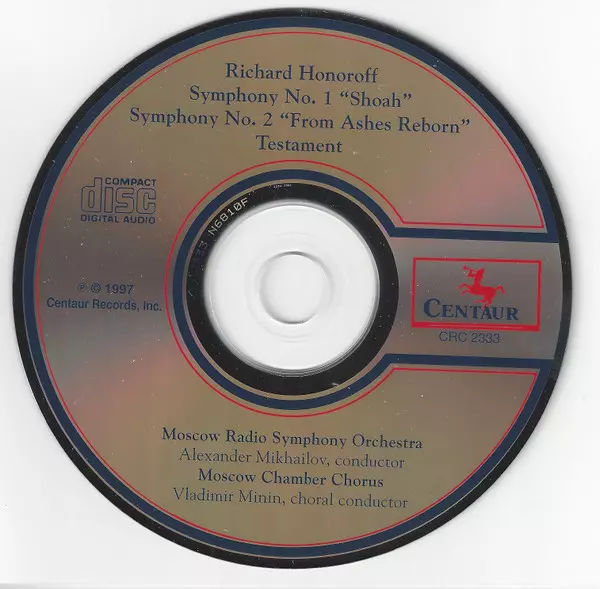 Richard Honoroff
Symphony No. 1 "Shoah"
Symphony No. 2 "From Ashes Reborn"
Testament
COMPACT
disc
DIGITAL AUDIO
N6810F
℗ © 1997
Centaur Records, Inc.
CENTAUR
CRC 2333
Moscow Radio Symphony Orchestra
Alexander Mikhailov, conductor
Moscow Chamber Chorus
Vladimir Minin, choral conductor